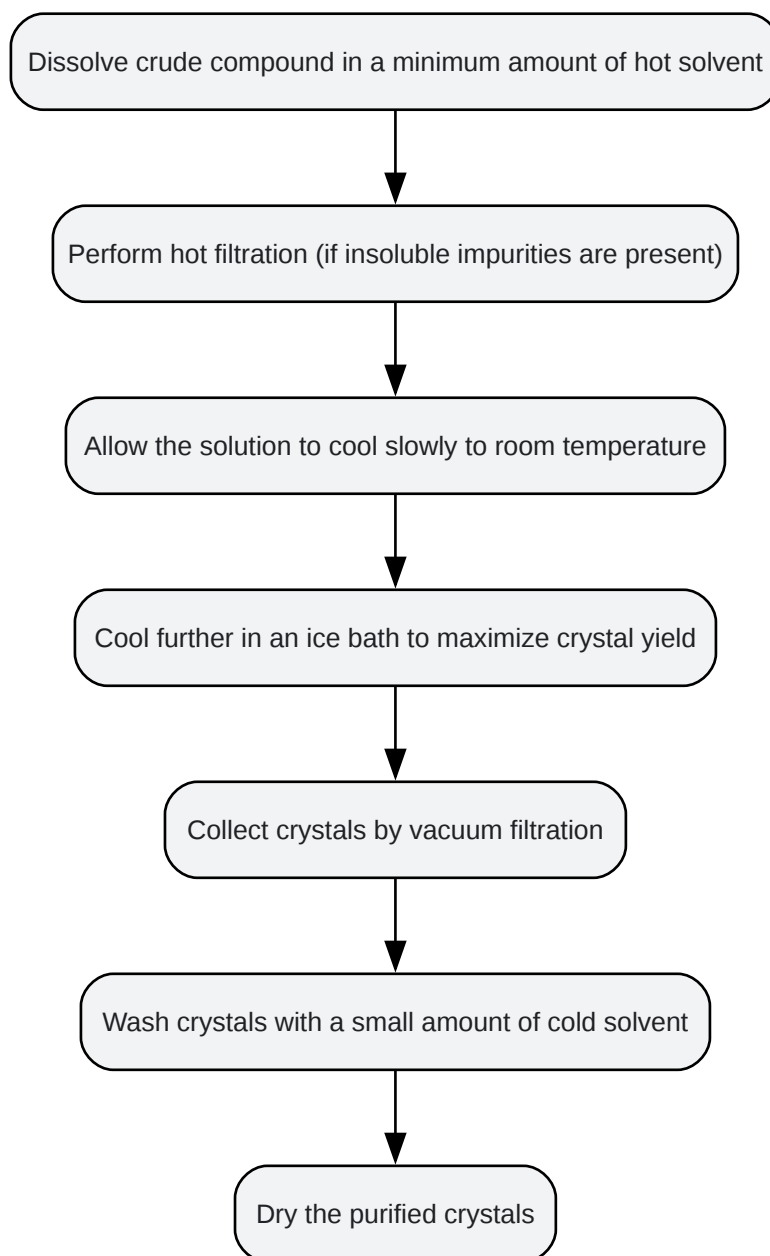 Dissolve crude compound in a minimum amount of hot solvent
Perform hot filtration (if insoluble impurities are present)
Allow the solution to cool slowly to room temperature
Cool further in an ice bath to maximize crystal yield
Collect crystals by vacuum filtration
Wash crystals with a small amount of cold solvent
Dry the purified crystals